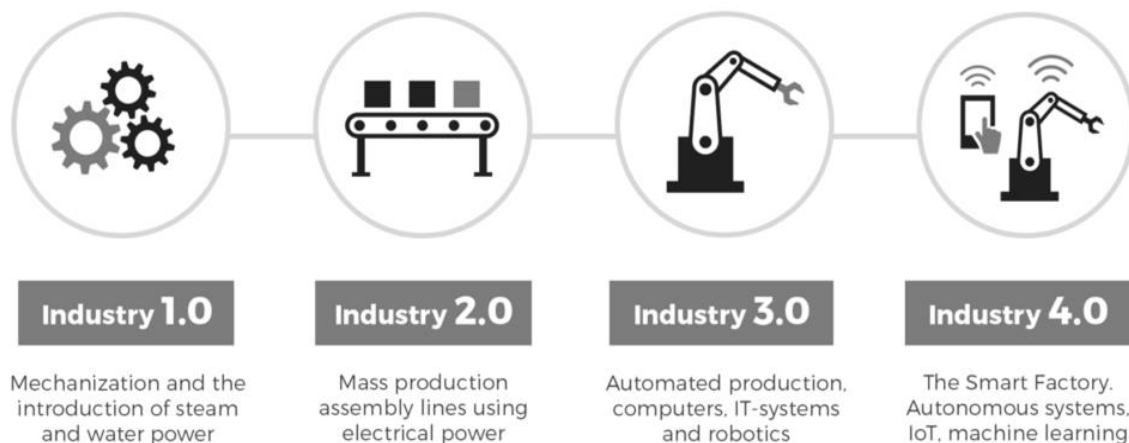 Industry 1.0
Mechanization and the
introduction of steam
and water power
Industry 2.0
Mass production
assembly lines using
electrical power
Industry 3.0
Automated production,
computers, IT-systems
and robotics
Industry 4.0
The Smart Factory.
Autonomous systems,
IoT, machine learning